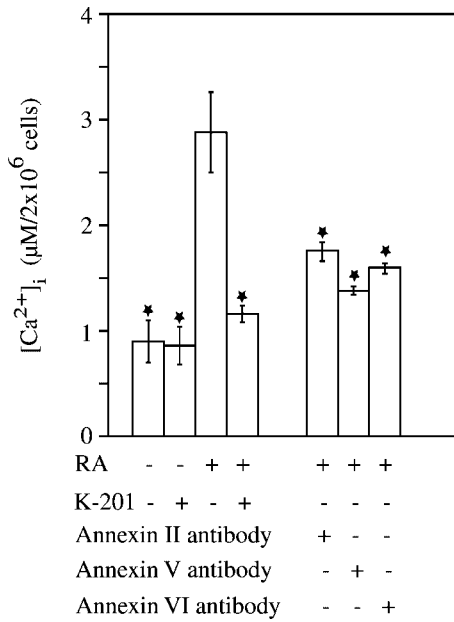 4
3
2
1
0
[Ca²⁺]ᵢ (µM/2x10⁶ cells)
RA - - + + + + +
K-201 - + - +
Annexin II antibody + - -
Annexin V antibody - + -
Annexin VI antibody - - +